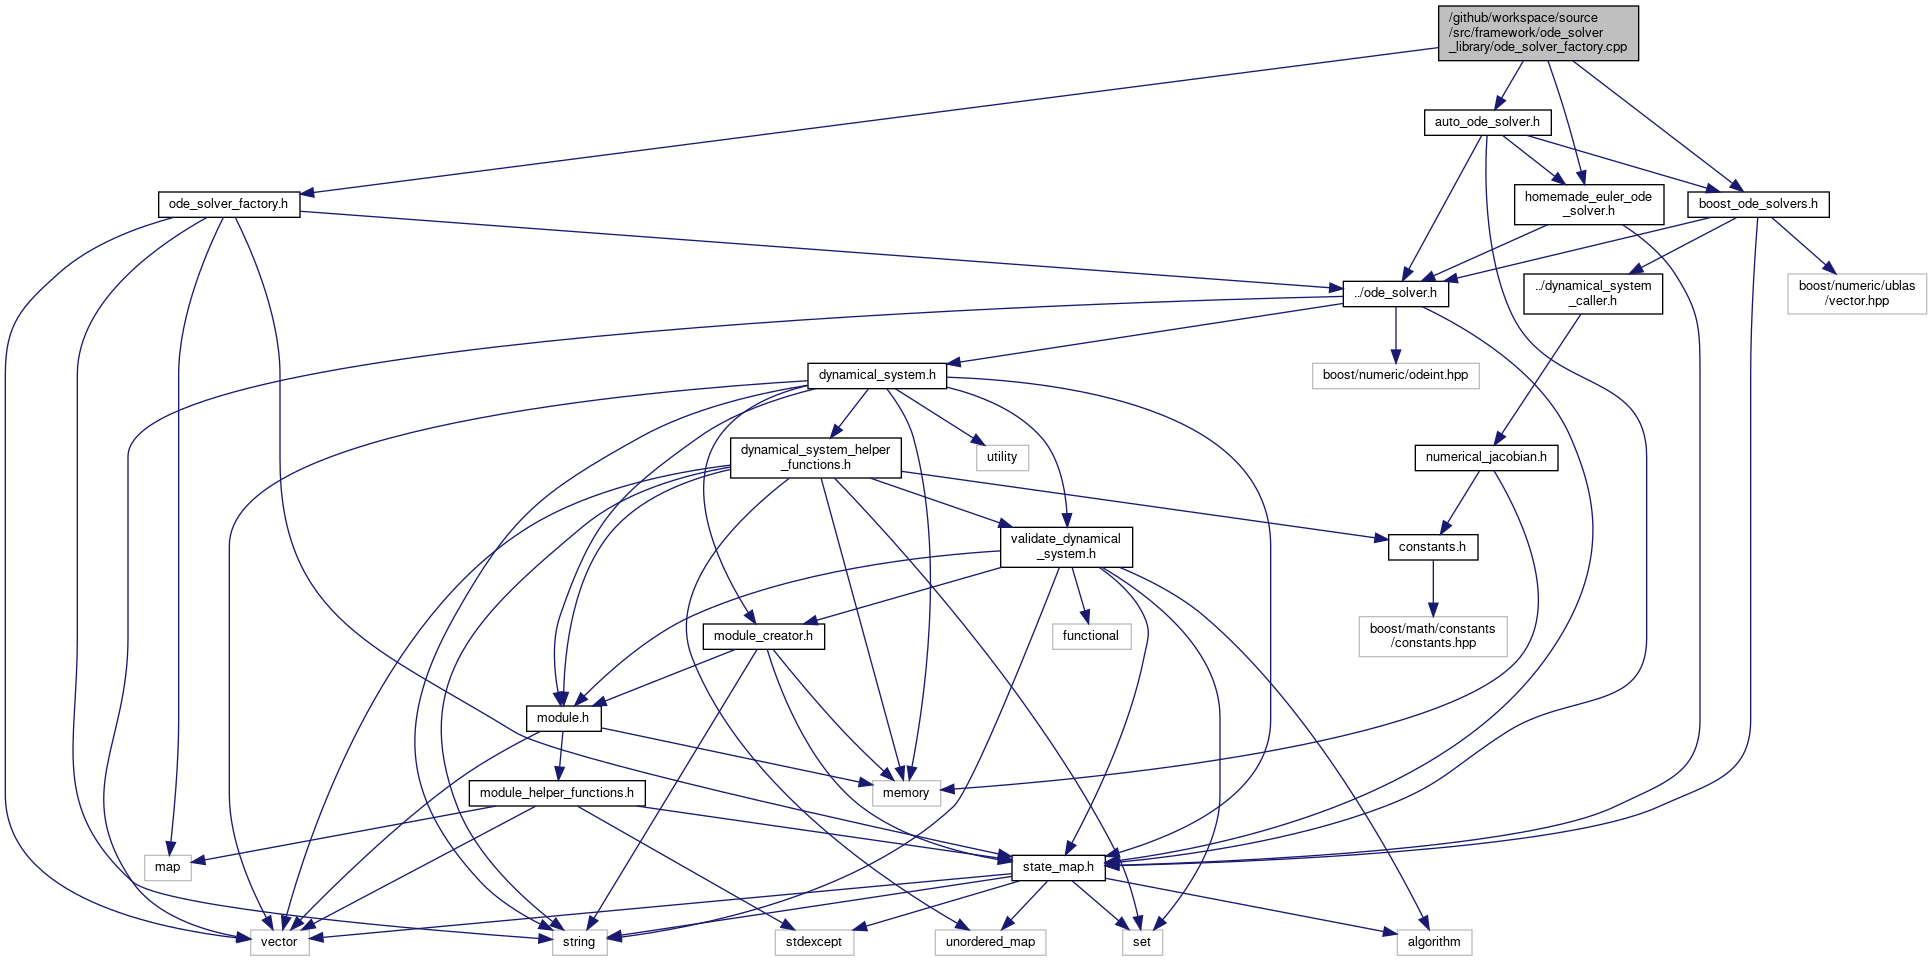 /github/workspace/source
/src/framework/ode_solver
_library/ode_solver_factory.cpp
auto_ode_solver.h
ode_solver_factory.h
homemade_euler_ode
_solver.h
boost_ode_solvers.h
../ode_solver.h
../dynamical_system
_caller.h
boost/numeric/ublas
/vector.hpp
dynamical_system.h
boost/numeric/odeint.hpp
dynamical_system_helper
_functions.h
utility
numerical_jacobian.h
validate_dynamical
_system.h
constants.h
module_creator.h
functional
boost/math/constants
/constants.hpp
module.h
module_helper_functions.h
memory
map
state_map.h
vector
string
stdexcept
unordered_map
set
algorithm